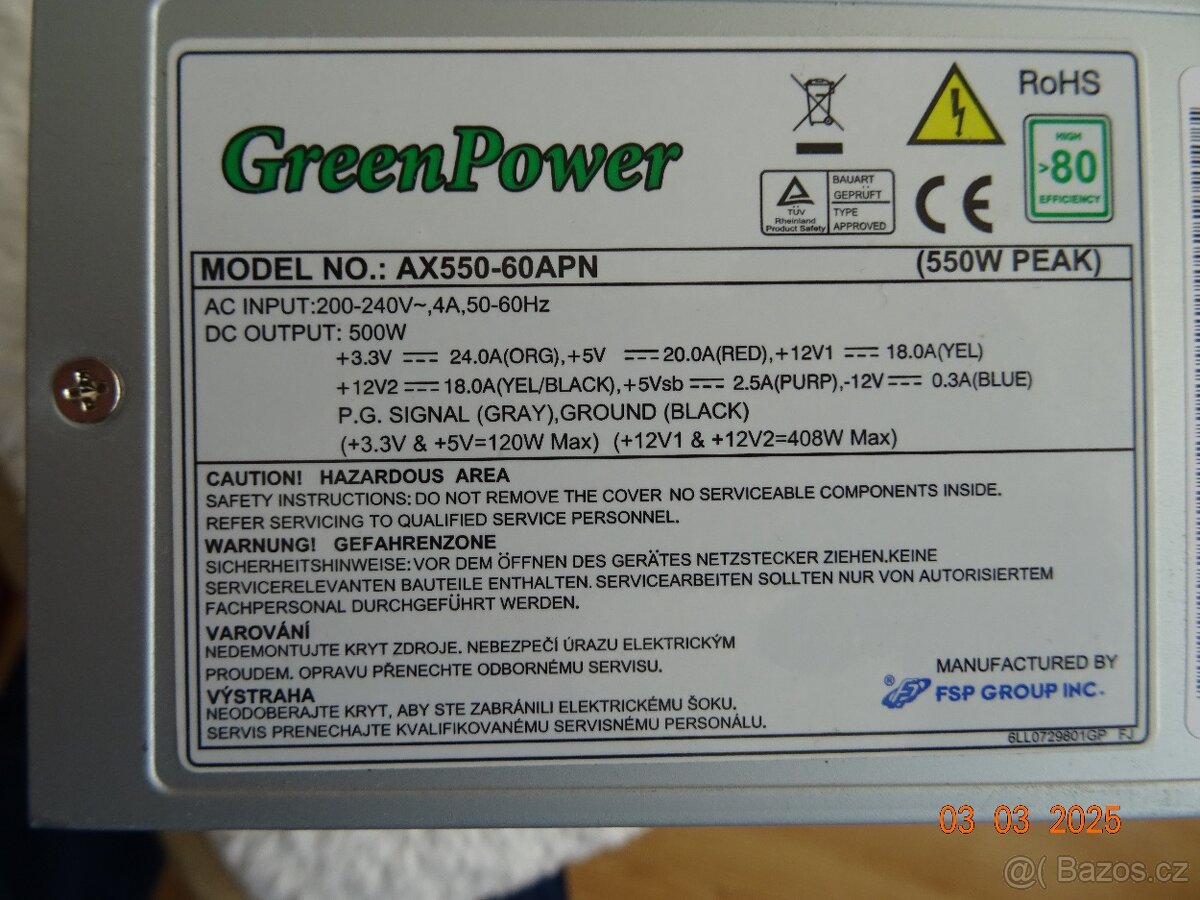 GreenPower
RoHS
HIGH
>80
EFFICIENCY
TÜV
Rheinland
Product Safety
BAUART
GEPRÜFT
TYPE
APPROVED
CE
MODEL NO.: AX550-60APN (550W PEAK)
AC INPUT:200-240V~,4A,50-60Hz
DC OUTPUT: 500W
+3.3V ⎓ 24.0A(ORG),+5V ⎓ 20.0A(RED),+12V1 ⎓ 18.0A(YEL)
+12V2 ⎓ 18.0A(YEL/BLACK),+5Vsb ⎓ 2.5A(PURP),-12V ⎓ 0.3A(BLUE)
P.G. SIGNAL (GRAY),GROUND (BLACK)
(+3.3V & +5V=120W Max) (+12V1 & +12V2=408W Max)
CAUTION! HAZARDOUS AREA
SAFETY INSTRUCTIONS: DO NOT REMOVE THE COVER NO SERVICEABLE COMPONENTS INSIDE.
REFER SERVICING TO QUALIFIED SERVICE PERSONNEL.
WARNUNG! GEFAHRENZONE
SICHERHEITSHINWEISE: VOR DEM ÖFFNEN DES GERÄTES NETZSTECKER ZIEHEN.KEINE
SERVICERELEVANTEN BAUTEILE ENTHALTEN. SERVICEARBEITEN SOLLTEN NUR VON AUTORISIERTEM
FACHPERSONAL DURCHGEFÜHRT WERDEN.
VAROVÁNÍ
NEDEMONTUJTE KRYT ZDROJE. NEBEZPEČÍ ÚRAZU ELEKTRICKÝM
PROUDEM. OPRAVU PŘENECHTE ODBORNÉMU SERVISU.
VÝSTRAHA
NEODOBERAJTE KRYT, ABY STE ZABRÁNILI ELEKTRICKÉMU ŠOKU.
SERVIS PRENECHAJTE KVALIFIKOVANÉMU SERVISNÉMU PERSONÁLU.
MANUFACTURED BY
® FSP GROUP INC.
6LL0729801GP FJ
03 03 2025
@( Bazos.cz